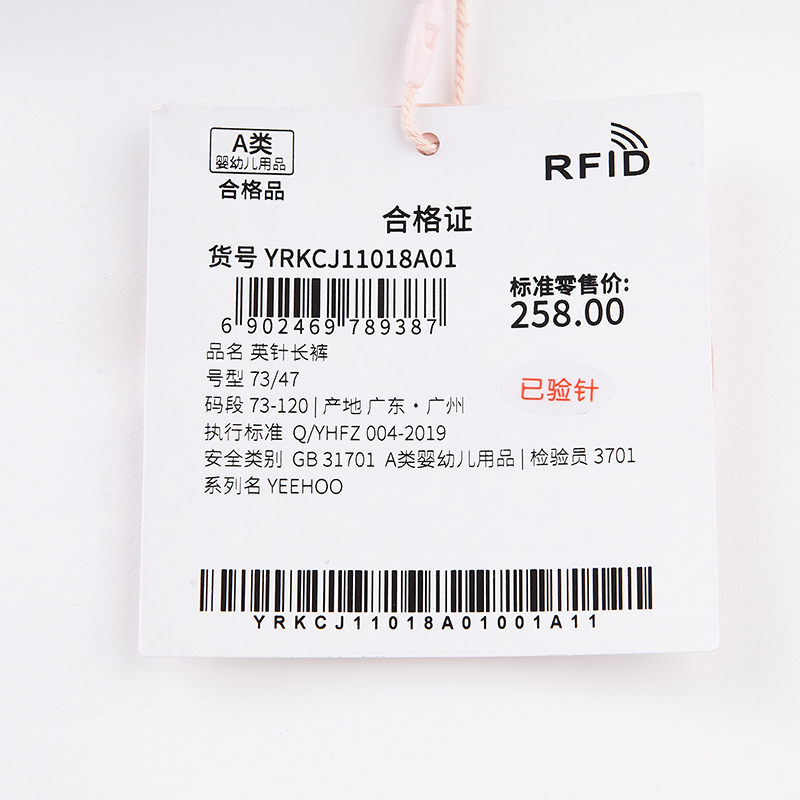 A类
婴幼儿用品
合格品
RFID
合格证
货号 YRKCJ11018A01
6 902469 789387
标准零售价:
258.00
品名 英针长裤
号型 73/47
已验针
码段 73-120 | 产地 广东·广州
执行标准 Q/YHFZ 004-2019
安全类别 GB 31701 A类婴幼儿用品 | 检验员 3701
系列名 YEEHOO
YRKCJ11018A01001A11